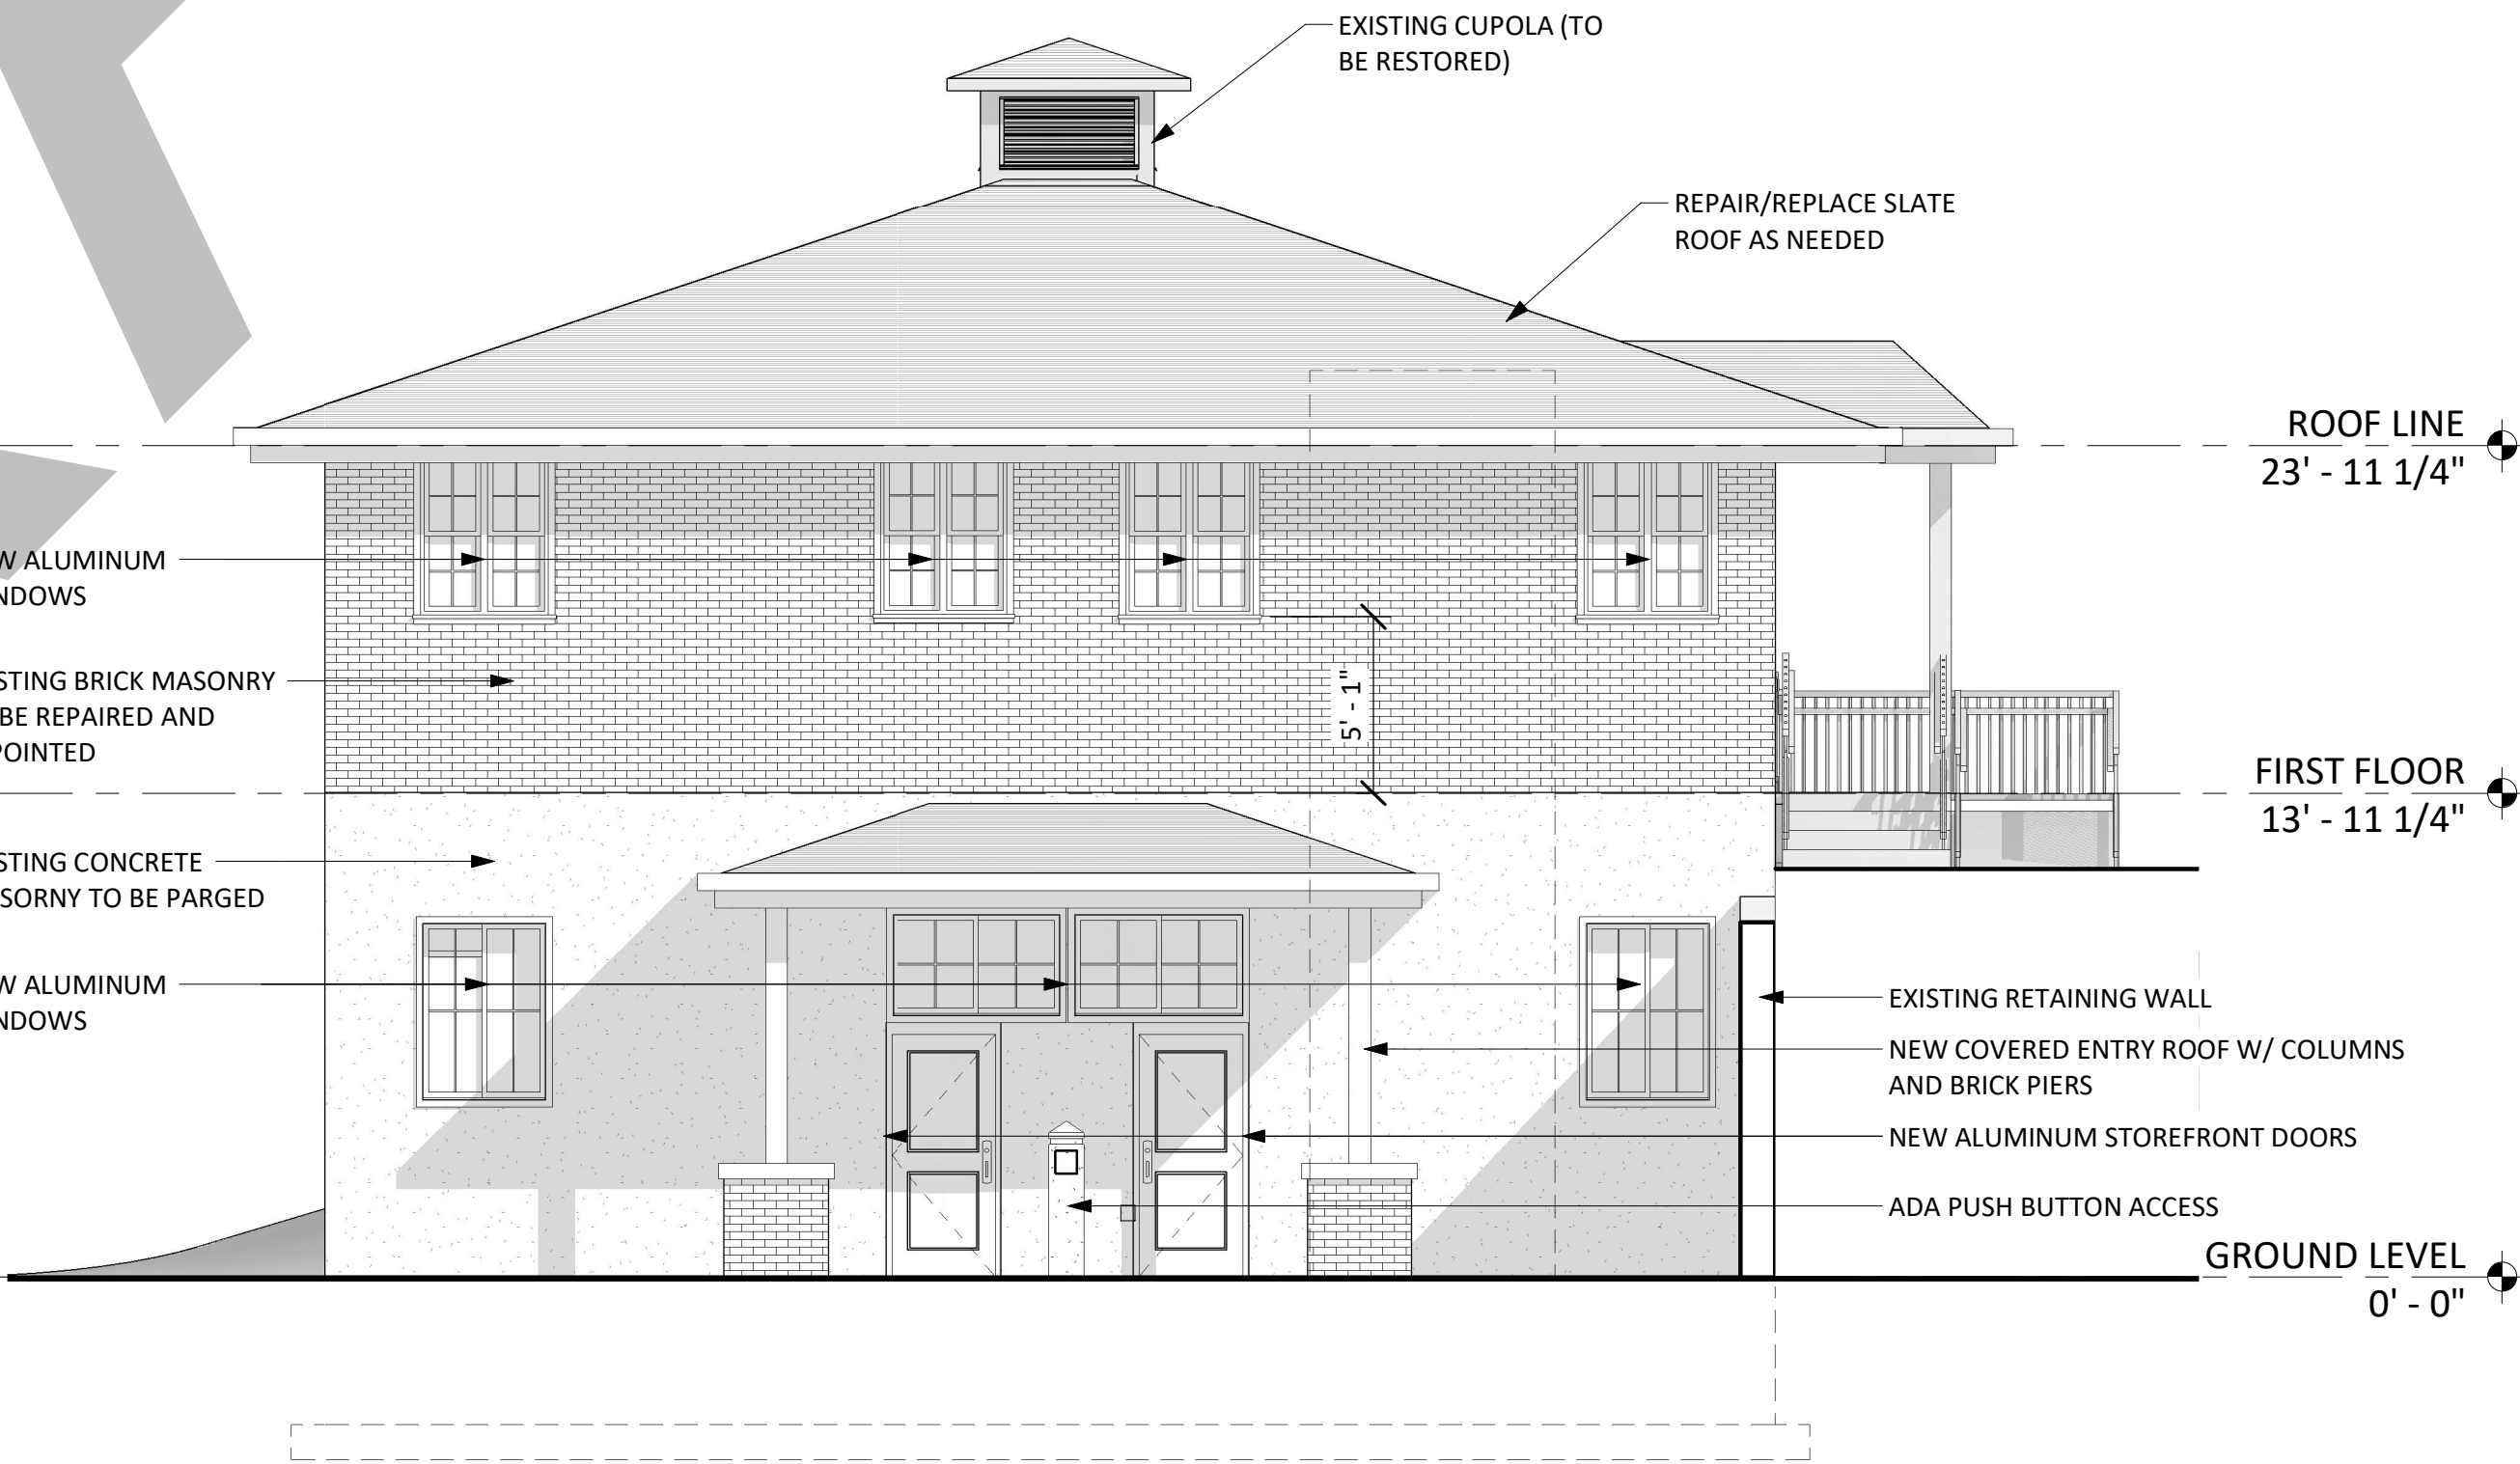 EXISTING CUPOLA (TO
BE RESTORED)
REPAIR/REPLACE SLATE
ROOF AS NEEDED
ROOF LINE
23' - 11 1/4"
W ALUMINUM
NDOWS
STING BRICK MASONRY
BE REPAIRED AND
POINTED
5' - 1"
FIRST FLOOR
13' - 11 1/4"
STING CONCRETE
SORNY TO BE PARGED
W ALUMINUM
NDOWS
EXISTING RETAINING WALL
NEW COVERED ENTRY ROOF W/ COLUMNS
AND BRICK PIERS
NEW ALUMINUM STOREFRONT DOORS
ADA PUSH BUTTON ACCESS
GROUND LEVEL
0' - 0"